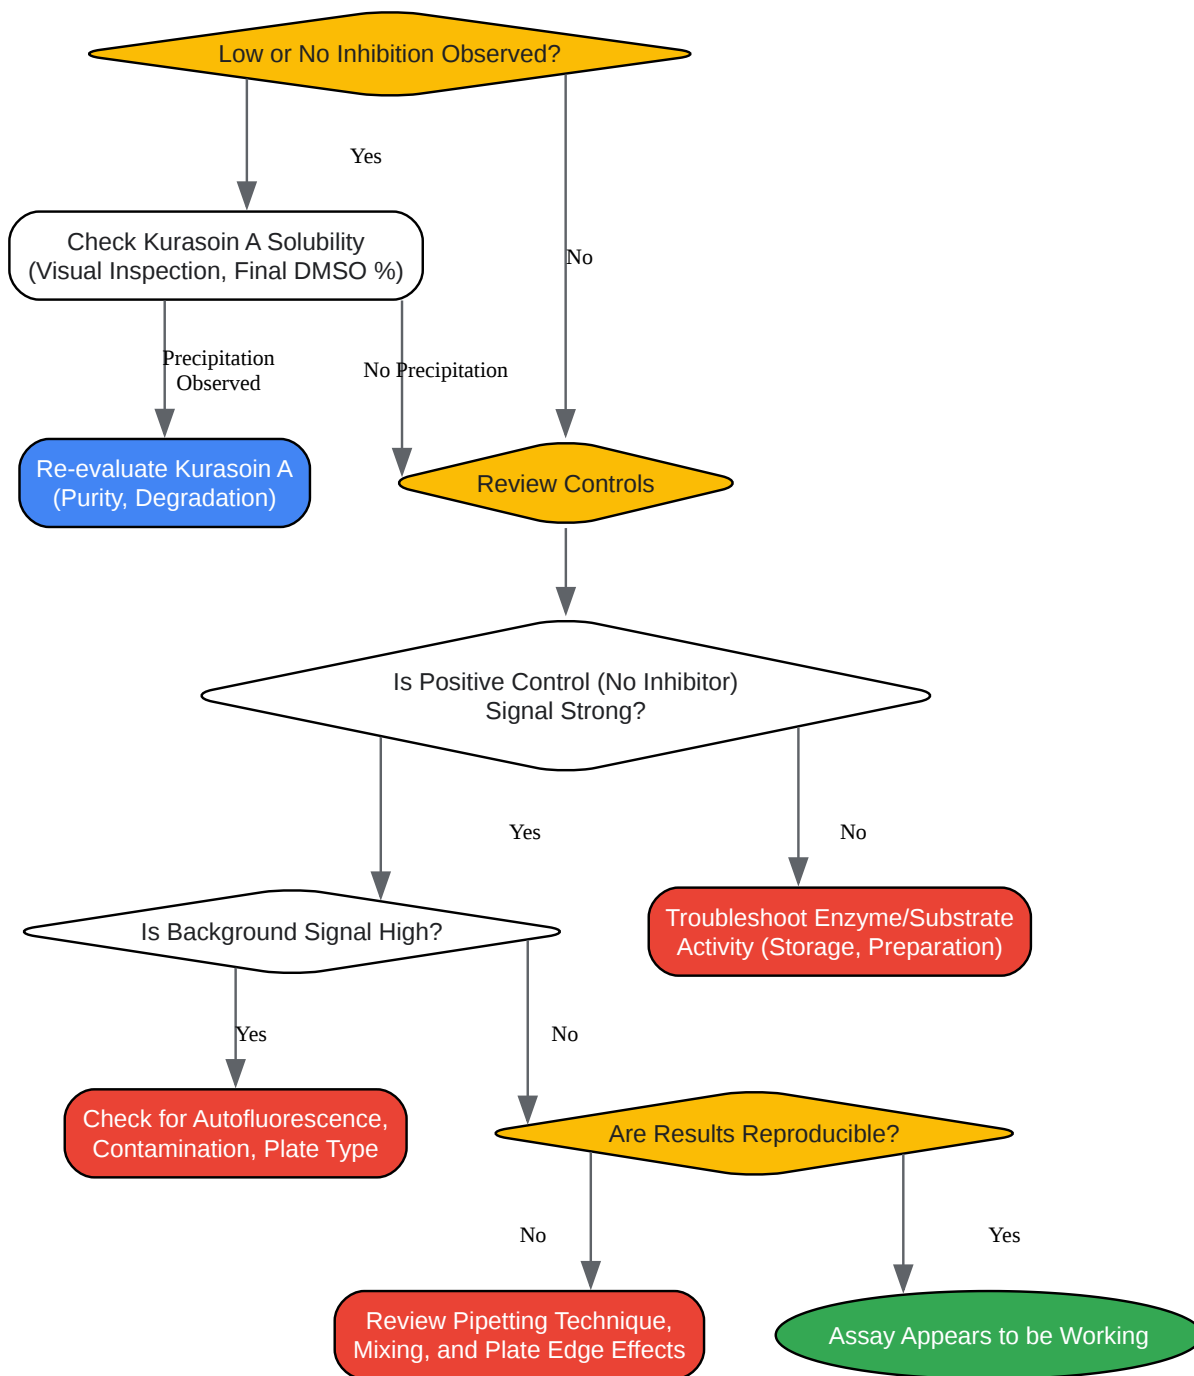 Low or No Inhibition Observed?
Yes
Check Kurasoin A Solubility
(Visual Inspection, Final DMSO %)
No
Precipitation
Observed
No Precipitation
Re-evaluate Kurasoin A
(Purity, Degradation)
Review Controls
Is Positive Control (No Inhibitor)
Signal Strong?
Yes
No
Is Background Signal High?
Troubleshoot Enzyme/Substrate
Activity (Storage, Preparation)
Yes
No
Check for Autofluorescence,
Contamination, Plate Type
Are Results Reproducible?
No
Yes
Review Pipetting Technique,
Mixing, and Plate Edge Effects
Assay Appears to be Working